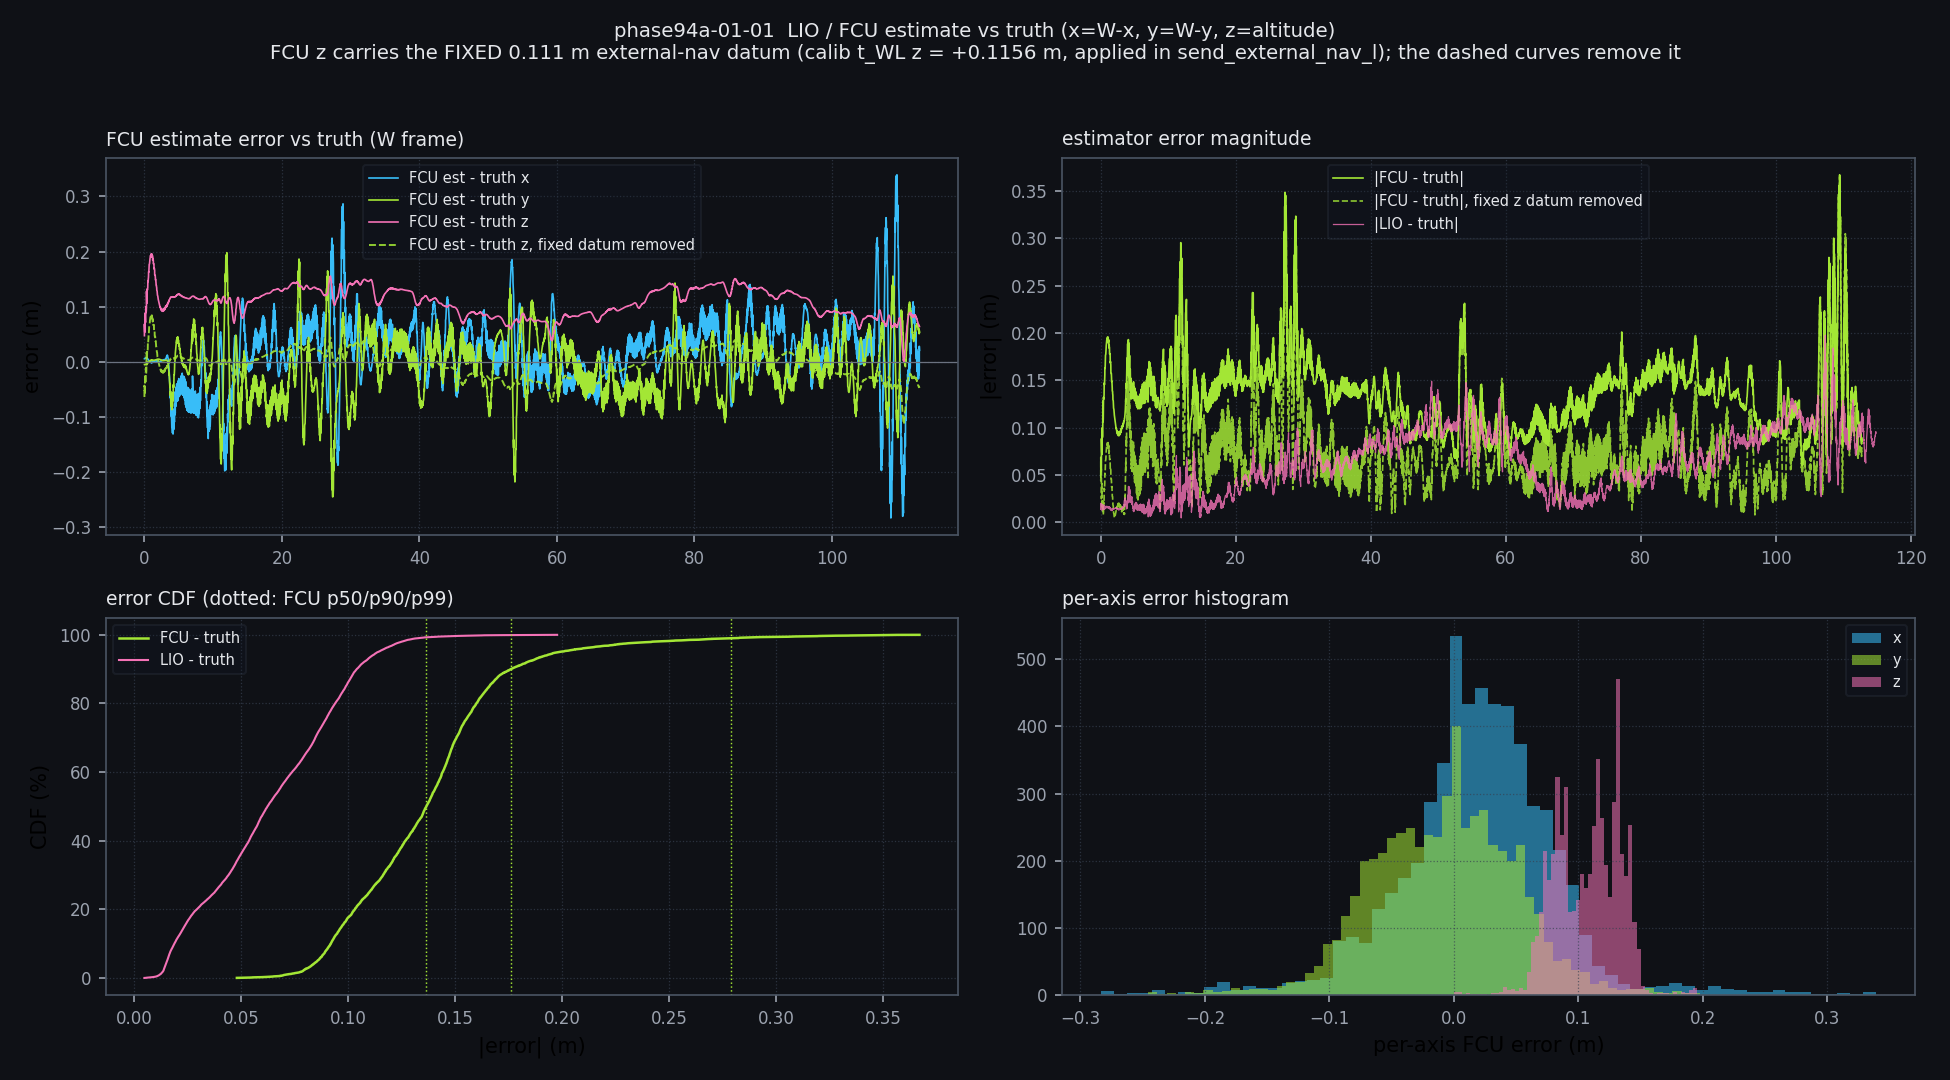 phase94a-01-01  LIO / FCU estimate vs truth (x=W-x, y=W-y, z=altitude)
FCU z carries the FIXED 0.111 m external-nav datum (calib t_WL z = +0.1156 m, applied in send_external_nav_l); the dashed curves remove it
FCU estimate error vs truth (W frame)
FCU est - truth x
FCU est - truth y
FCU est - truth z
FCU est - truth z, fixed datum removed
error (m)
0.3
0.2
0.1
0.0
−0.1
−0.2
−0.3
0 20 40 60 80 100
estimator error magnitude
|FCU - truth|
|FCU - truth|, fixed z datum removed
|LIO - truth|
|error| (m)
0.35
0.30
0.25
0.20
0.15
0.10
0.05
0.00
0 20 40 60 80 100 120
error CDF (dotted: FCU p50/p90/p99)
FCU - truth
LIO - truth
CDF (%)
100
80
60
40
20
0
0.00 0.05 0.10 0.15 0.20 0.25 0.30 0.35
|error| (m)
per-axis error histogram
x
y
z
500
400
300
200
100
0
−0.3 −0.2 −0.1 0.0 0.1 0.2 0.3
per-axis FCU error (m)